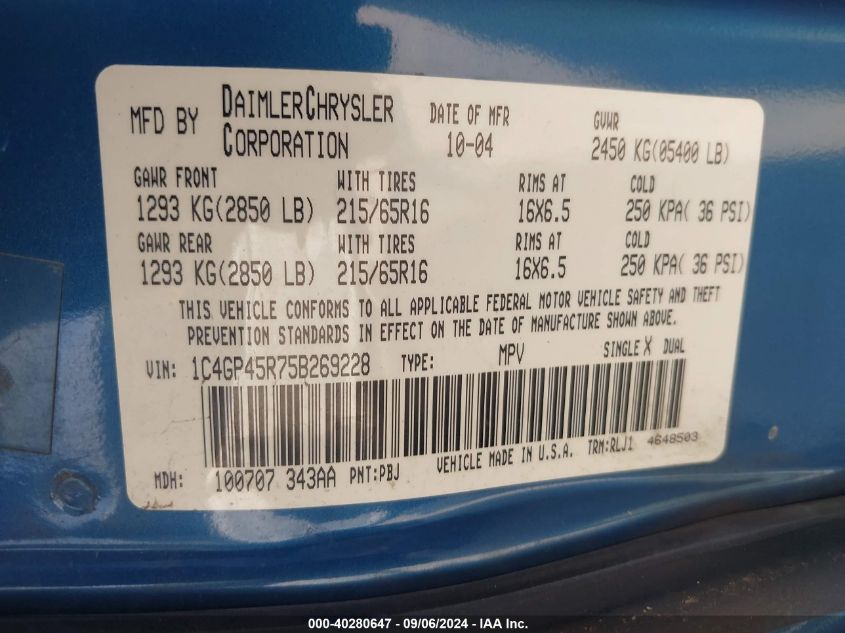 MFD BY DAIMLERCHRYSLER CORPORATION DATE OF MFR 10-04 GVWR 2450 KG(05400 LB)
GAWR FRONT WITH TIRES RIMS AT COLD
1293 KG(2850 LB) 215/65R16 16X6.5 250 KPA( 36 PSI)
GAWR REAR WITH TIRES RIMS AT COLD
1293 KG(2850 LB) 215/65R16 16X6.5 250 KPA( 36 PSI)
THIS VEHICLE CONFORMS TO ALL APPLICABLE FEDERAL MOTOR VEHICLE SAFETY AND THEFT
PREVENTION STANDARDS IN EFFECT ON THE DATE OF MANUFACTURE SHOWN ABOVE.
VIN: 1C4GP45R75B269228 TYPE: MPV SINGLE X DUAL
MDH: 100707 343AA PNT:PBJ VEHICLE MADE IN U.S.A. TRM:RLJ1 4648503
000-40280647 - 09/06/2024 - IAA Inc.